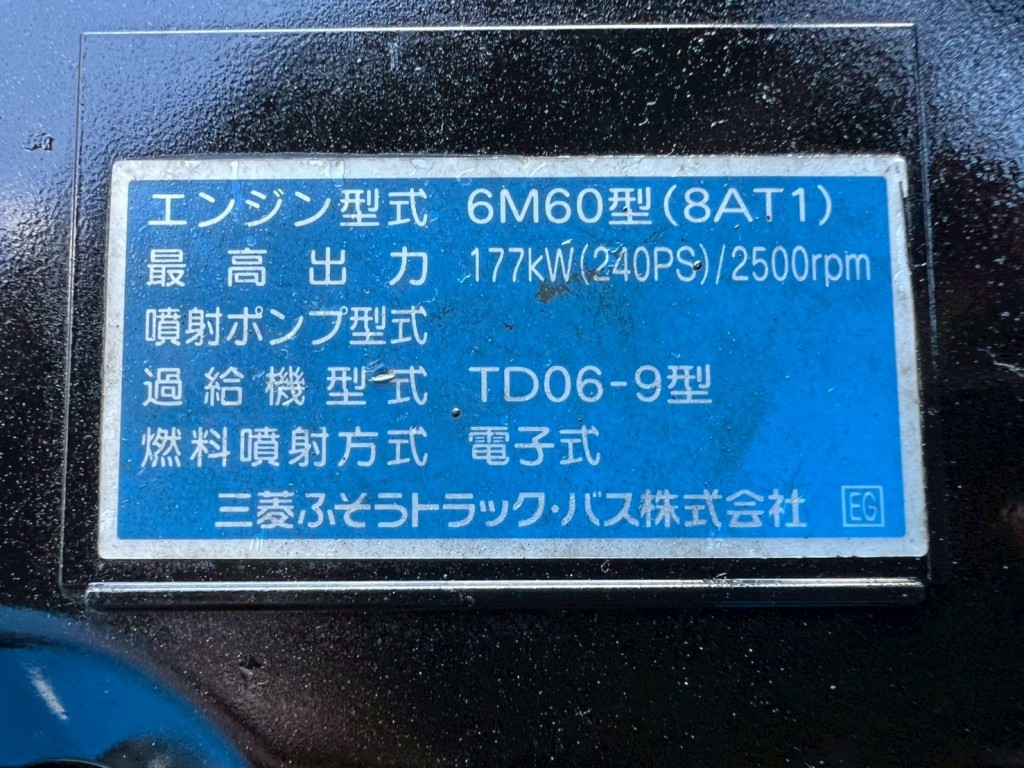 エンジン型式 6M60型(8AT1)
最高出力 177kW(240PS)/2500rpm
噴射ポンプ型式
過給機型式 TD06-9型
燃料噴射方式 電子式
三菱ふそうトラック・バス株式会社 EG